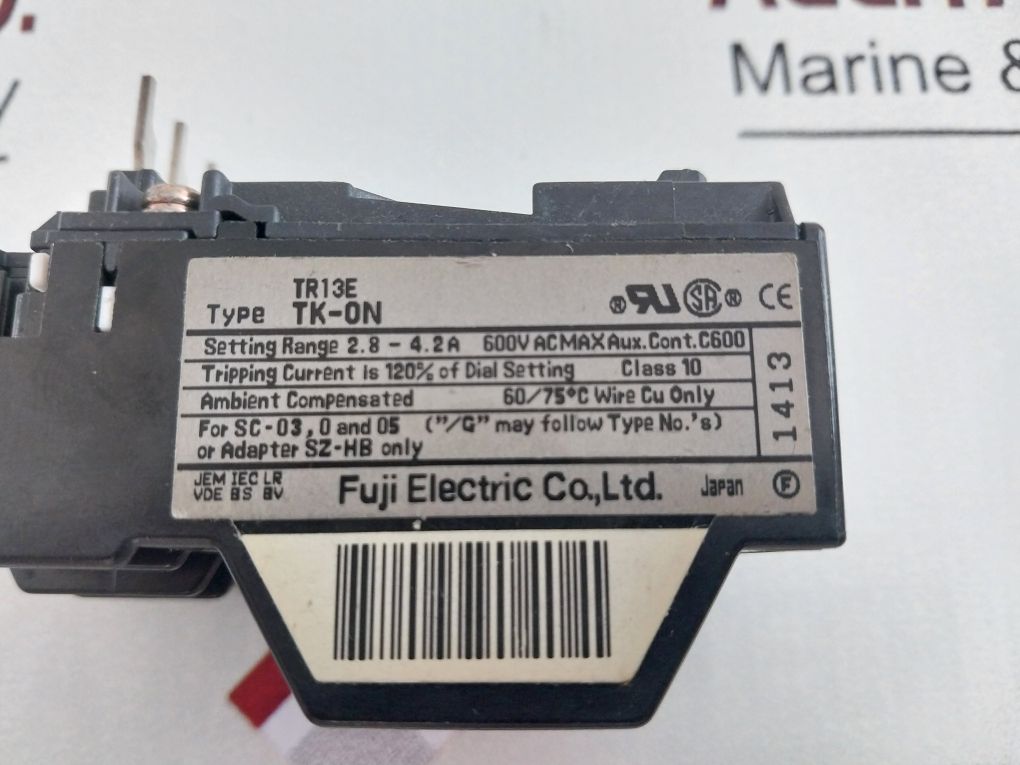 Marine &
TR13E
Type TK-0N
® RU SA ® CE
Setting Range 2.8 - 4.2A 600V AC MAX Aux.Cont.C600
Tripping Current is 120% of Dial Setting Class 10
Ambient Compensated 60/75°C Wire Cu Only
For SC-03,0 and 05 ("/G" may follow Type No.'s)
or Adapter SZ-HB only
1413
JEM IEC LR
VDE BS BV
Fuji Electric Co.,Ltd. Japan F